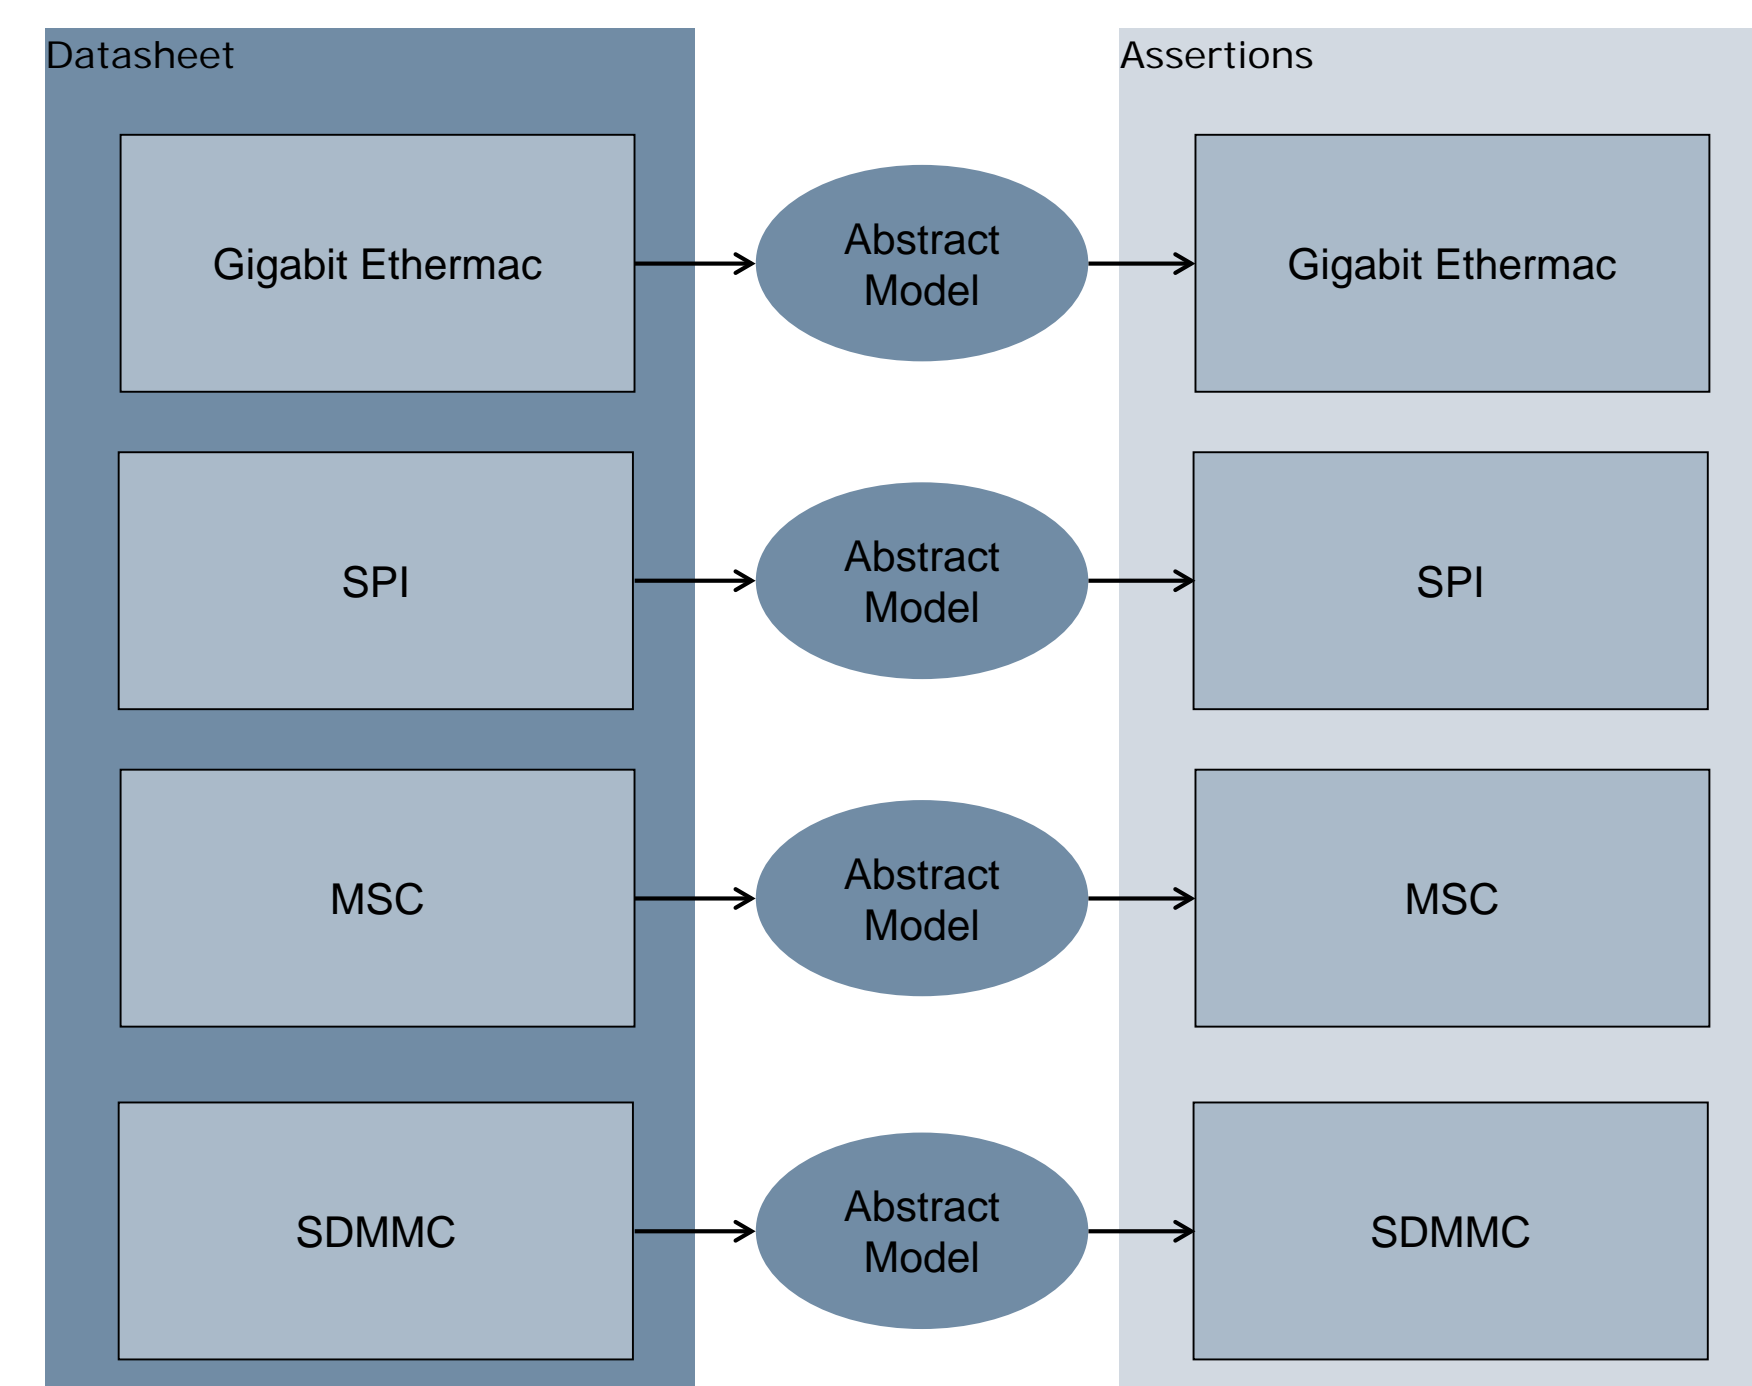 Datasheet
Assertions
Gigabit Ethermac
Abstract
Model
Gigabit Ethermac
SPI
Abstract
Model
SPI
MSC
Abstract
Model
MSC
SDMMC
Abstract
Model
SDMMC